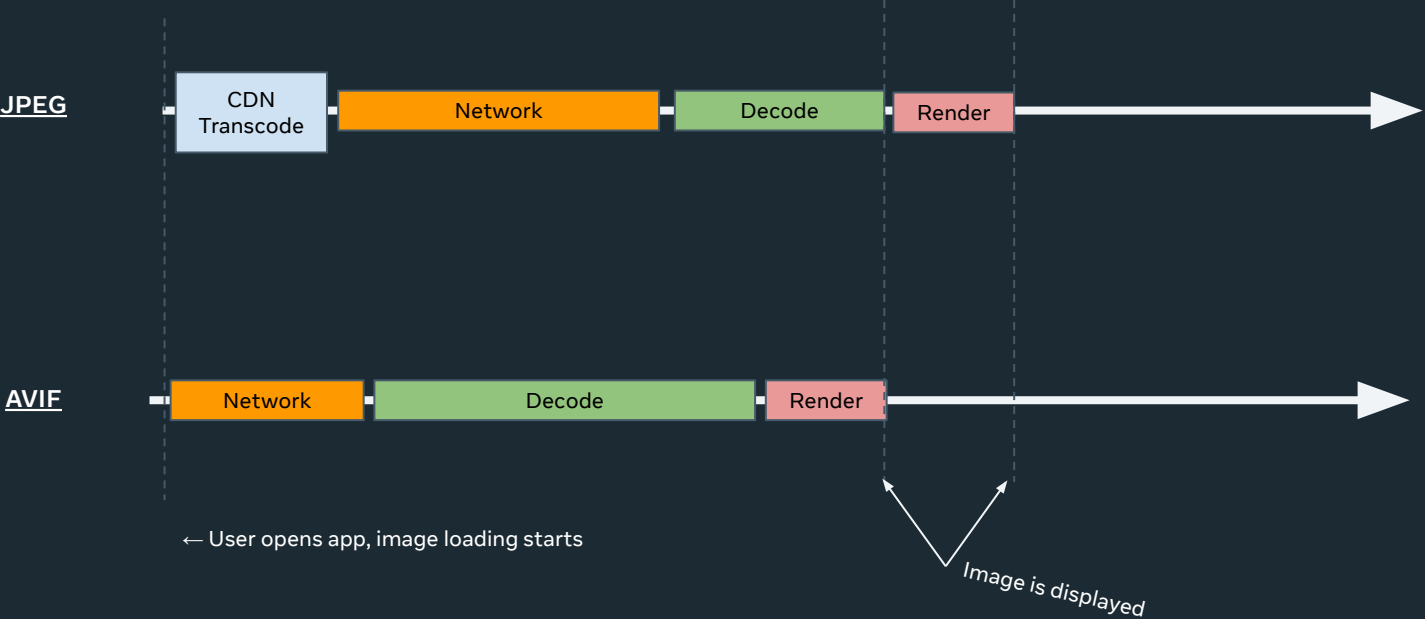 JPEG
CDN
Transcode
Network
Decode
Render
AVIF
Network
Decode
Render
← User opens app, image loading starts
Image is displayed